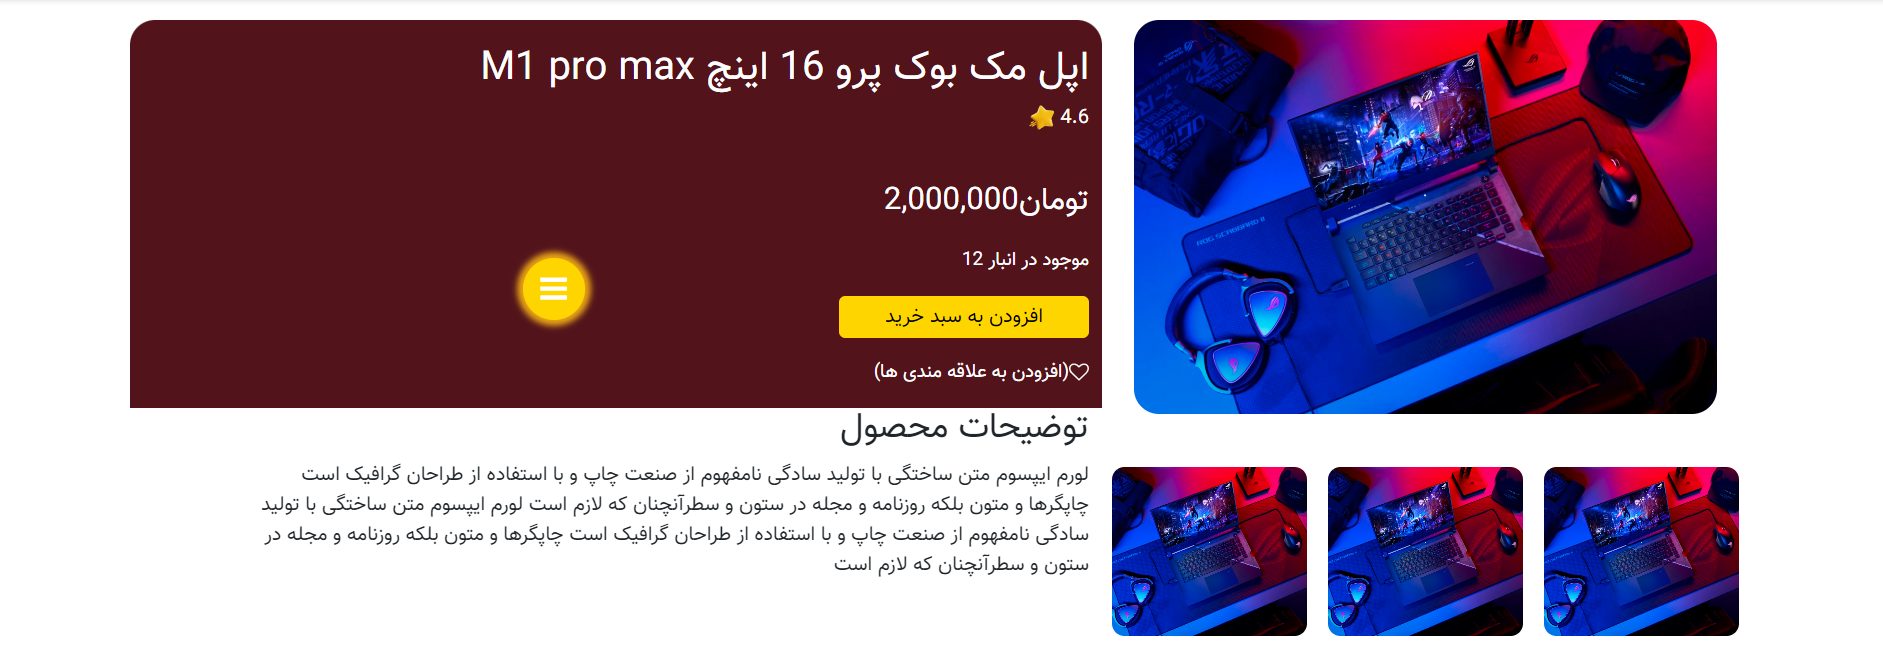 اپل مک بوک پرو 16 اینچ M1 pro max
4.6
تومان2,000,000
موجود در انبار 12
افزودن به سبد خرید
(افزودن به علاقه مندی ها)
توضیحات محصول
لورم ایپسوم متن ساختگی با تولید سادگی نامفهوم از صنعت چاپ و با استفاده از طراحان گرافیک است
چاپگرها و متون بلکه روزنامه و مجله در ستون و سطرآنچنان که لازم است لورم ایپسوم متن ساختگی با تولید
سادگی نامفهوم از صنعت چاپ و با استفاده از طراحان گرافیک است چاپگرها و متون بلکه روزنامه و مجله در
ستون و سطرآنچنان که لازم است